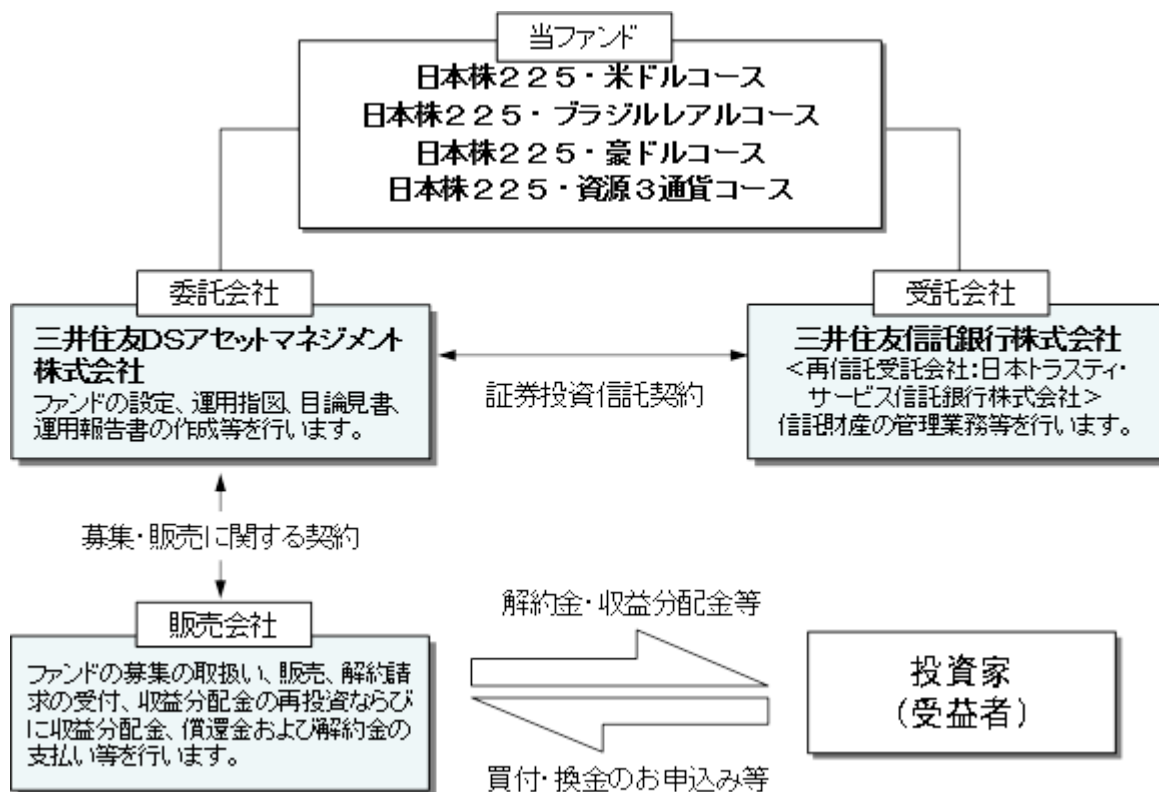 当ファンド
日本株２２５・米ドルコース
日本株２２５・ブラジルレアルコース
日本株２２５・豪ドルコース
日本株２２５・資源３通貨コース
委託会社
三井住友DSアセットマネジメント
株式会社
ファンドの設定、運用指図、目論見書、
運用報告書の作成等を行います。
証券投資信託契約
受託会社
三井住友信託銀行株式会社
＜再信託受託会社：日本トラスティ・
サービス信託銀行株式会社＞
信託財産の管理業務等を行います。
募集・販売に関する契約
販売会社
ファンドの募集の取扱い、販売、解約請
求の受付、収益分配金の再投資ならび
に収益分配金、償還金および解約金の
支払い等を行います。
解約金・収益分配金等
買付・換金のお申込み等
投資家
（受益者）